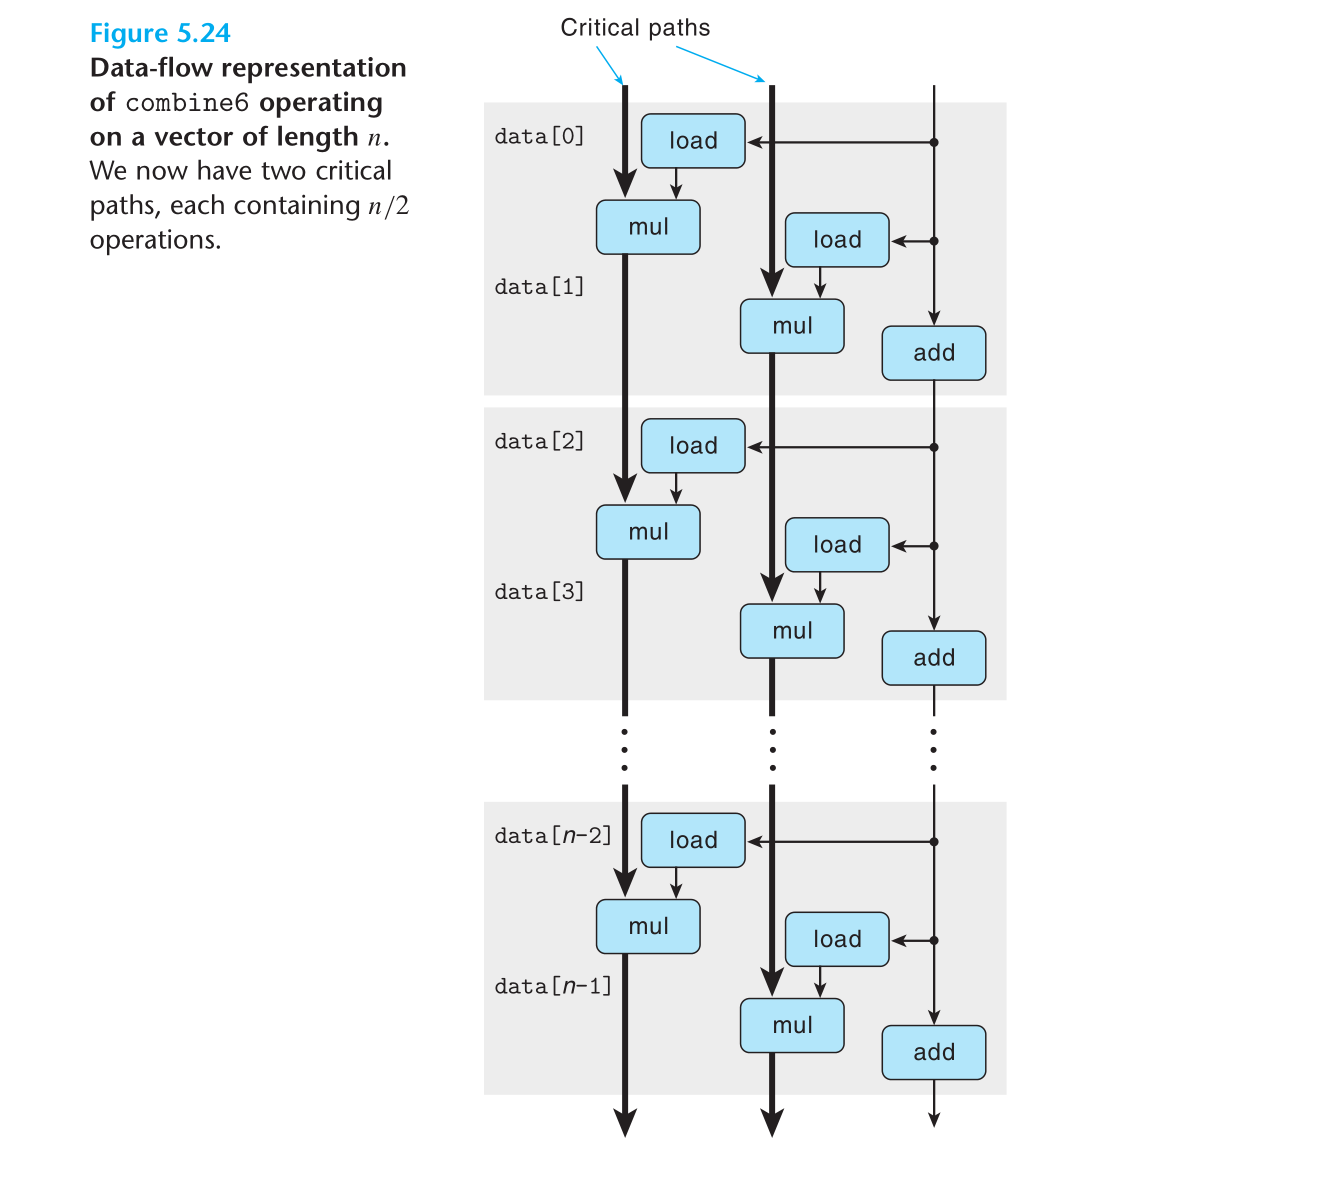 Figure 5.24
Data-flow representation
of combine6 operating
on a vector of length n.
We now have two critical
paths, each containing n/2
operations.
Critical paths
data[0]
load
mul
load
data[1]
mul
add
data[2]
load
mul
load
data[3]
mul
add
data[n-2]
load
mul
load
data[n-1]
mul
add